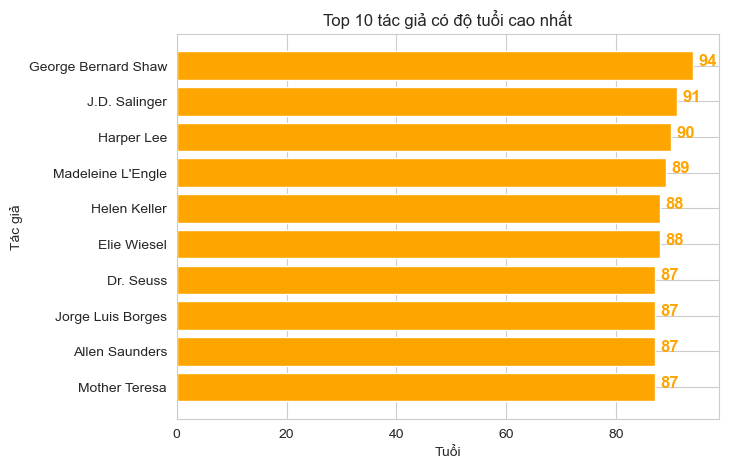 Top 10 tác giả có độ tuổi cao nhất
Tác giả
George Bernard Shaw 94
J.D. Salinger 91
Harper Lee 90
Madeleine L'Engle 89
Helen Keller 88
Elie Wiesel 88
Dr. Seuss 87
Jorge Luis Borges 87
Allen Saunders 87
Mother Teresa 87
0 20 40 60 80
Tuổi